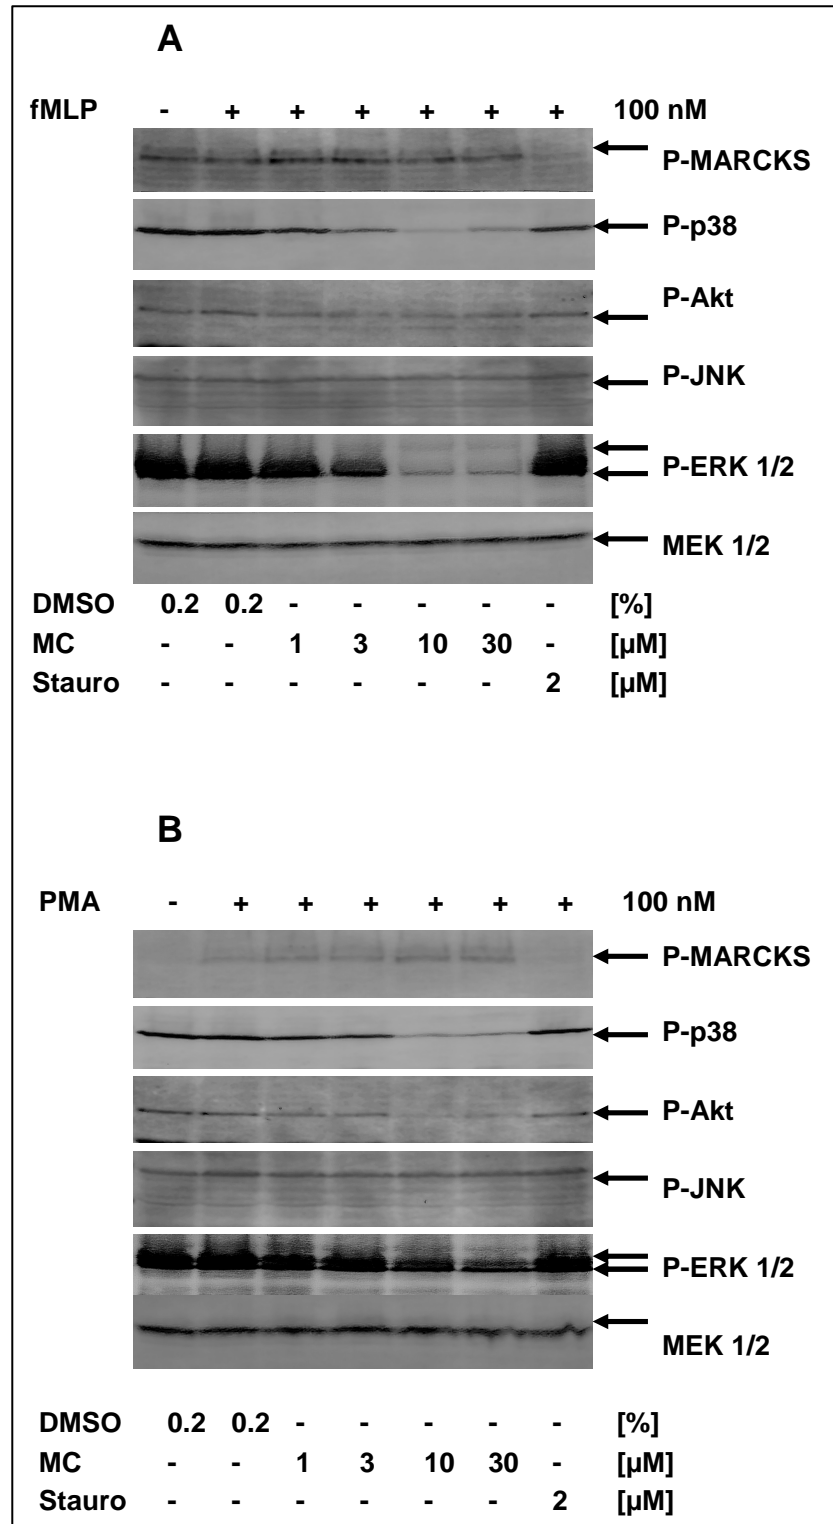 A
fMLP - + + + + + + 100 nM
P-MARCKS
P-p38
P-Akt
P-JNK
P-ERK 1/2
MEK 1/2
DMSO 0.2 0.2 - - - - - [%]
MC - - 1 3 10 30 - [µM]
Stauro - - - - - - 2 [µM]
B
PMA - + + + + + + 100 nM
P-MARCKS
P-p38
P-Akt
P-JNK
P-ERK 1/2
MEK 1/2
DMSO 0.2 0.2 - - - - - [%]
MC - - 1 3 10 30 - [µM]
Stauro - - - - - - 2 [µM]